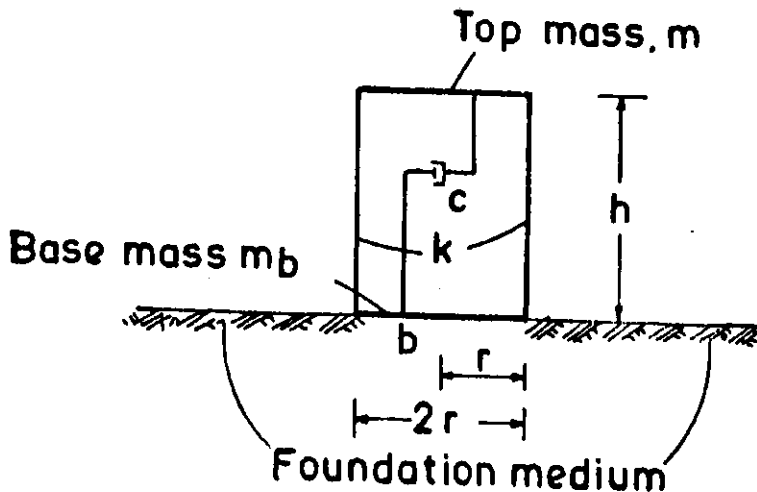 Top mass, m
c
h
k
Base mass mb
b
r
2r
Foundation medium